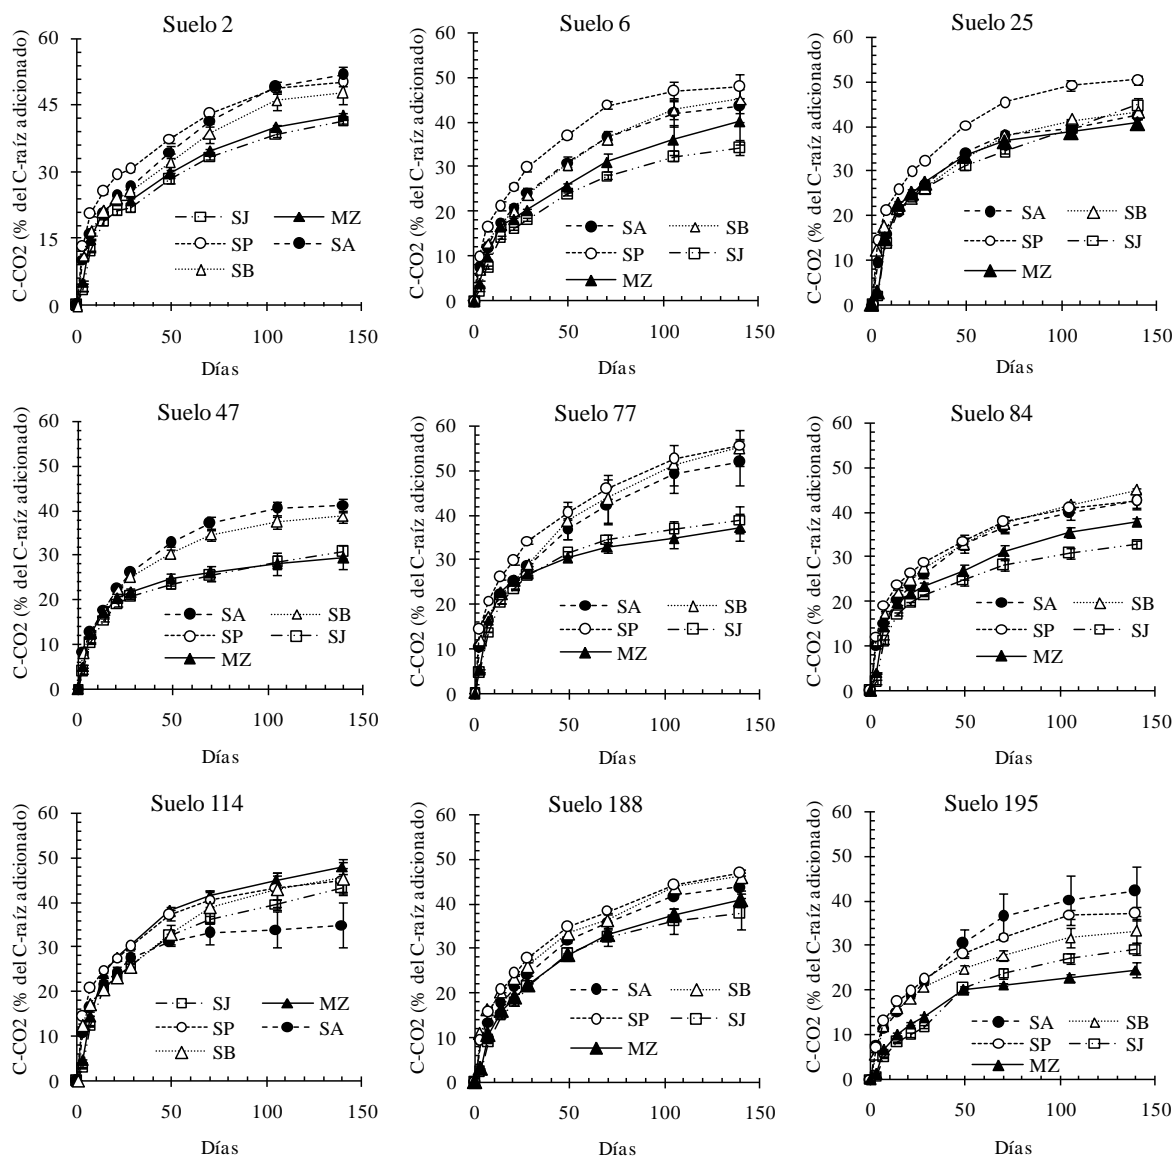 Suelo 2
C-CO2 (% del C-raíz adicionado)
60
45
30
15
0
SJ MZ
SP SA
SB
0 50 100 150
Días
Suelo 6
C-CO2 (% del C-raíz adicionado)
60
50
40
30
20
10
0
SA SB
SP SJ
MZ
0 50 100 150
Días
Suelo 25
C-CO2 (% del C-raíz adicionado)
60
50
40
30
20
10
0
SA SB
SP SJ
MZ
0 50 100 150
Días
Suelo 47
C-CO2 (% del C-raíz adicionado)
60
50
40
30
20
10
0
SA SB
SP SJ
MZ
0 50 100 150
Días
Suelo 77
C-CO2 (% del C-raíz adicionado)
60
50
40
30
20
10
0
SA SB
SP SJ
MZ
0 50 100 150
Días
Suelo 84
C-CO2 (% del C-raíz adicionado)
60
50
40
30
20
10
0
SA SB
SP SJ
MZ
0 50 100 150
Días
Suelo 114
C-CO2 (% del C-raíz adicionado)
60
50
40
30
20
10
0
SJ MZ
SP SA
SB
0 50 100 150
Días
Suelo 188
C-CO2 (% del C-raíz adicionado)
60
50
40
30
20
10
0
SA SB
SP SJ
MZ
0 50 100 150
Días
Suelo 195
C-CO2 (% del C-raíz adicionado)
60
50
40
30
20
10
0
SA SB
SP SJ
MZ
0 50 100 150
Días